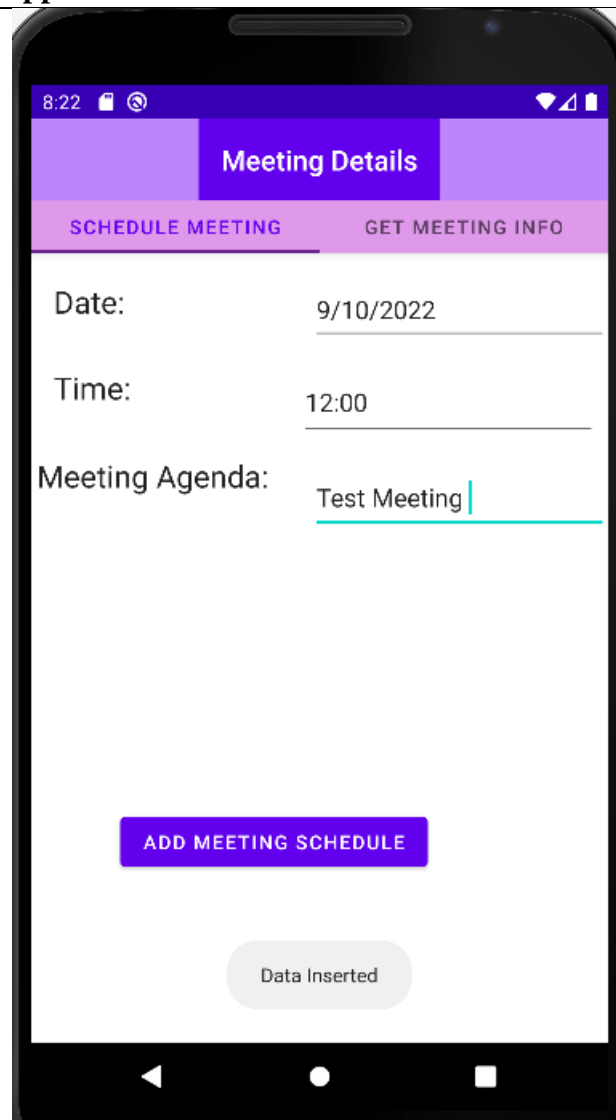 8:22
Meeting Details
SCHEDULE MEETING GET MEETING INFO
Date: 9/10/2022
Time: 12:00
Meeting Agenda: Test Meeting
ADD MEETING SCHEDULE
Data Inserted